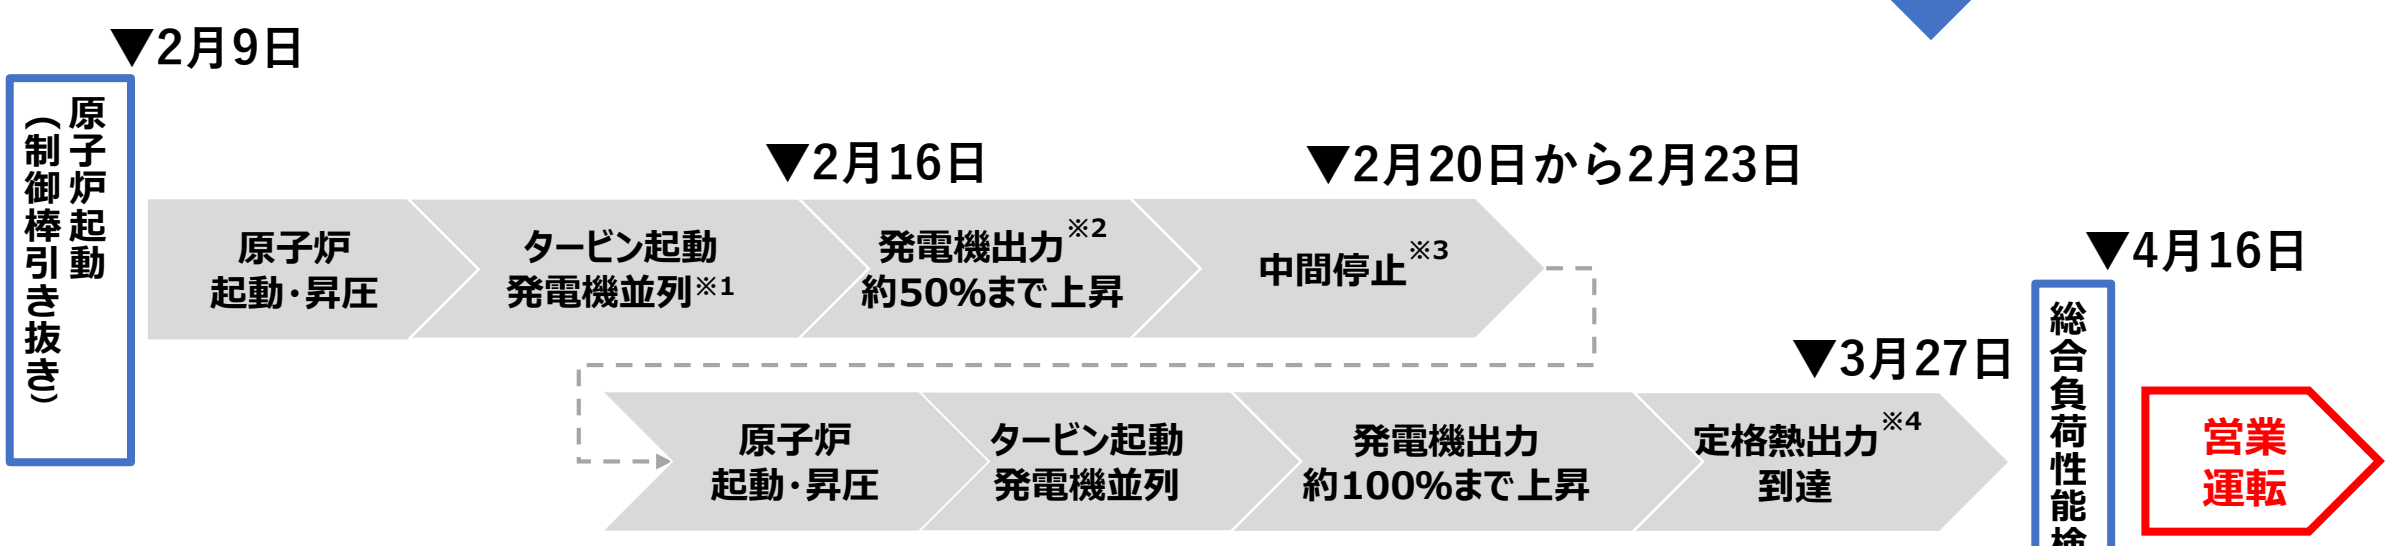 ▼2月9日
原子炉起動
（制御棒引き抜き）
▼2月16日
▼2月20日から2月23日
原子炉
起動・昇圧
タービン起動
発電機並列※1
発電機出力※2
約50%まで上昇
中間停止※3
▼3月27日
原子炉
起動・昇圧
タービン起動
発電機並列
発電機出力
約100%まで上昇
定格熱出力※4
到達
▼4月16日
総合負荷性能検
営業
運転